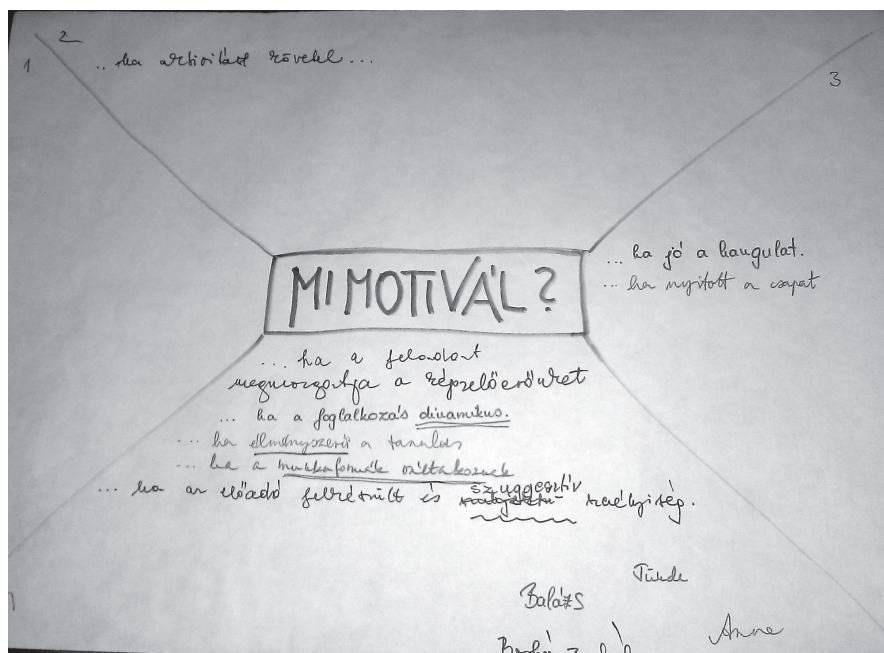 2
1
.. ha aktivitást követel...
3
MI MOTIVÁL?
... ha jó a hangulat.
... ha nyitott a csapat
... ha a feladat
megmozgatja a képzelőerőnket
... ha a foglalkozás dinamikus.
... ha élményszerű a tanulás
... ha a munkaformák váltakoznak
... ha az előadó felkészült és szuggesztív személyiség.
Tünde
Balázs
Anna